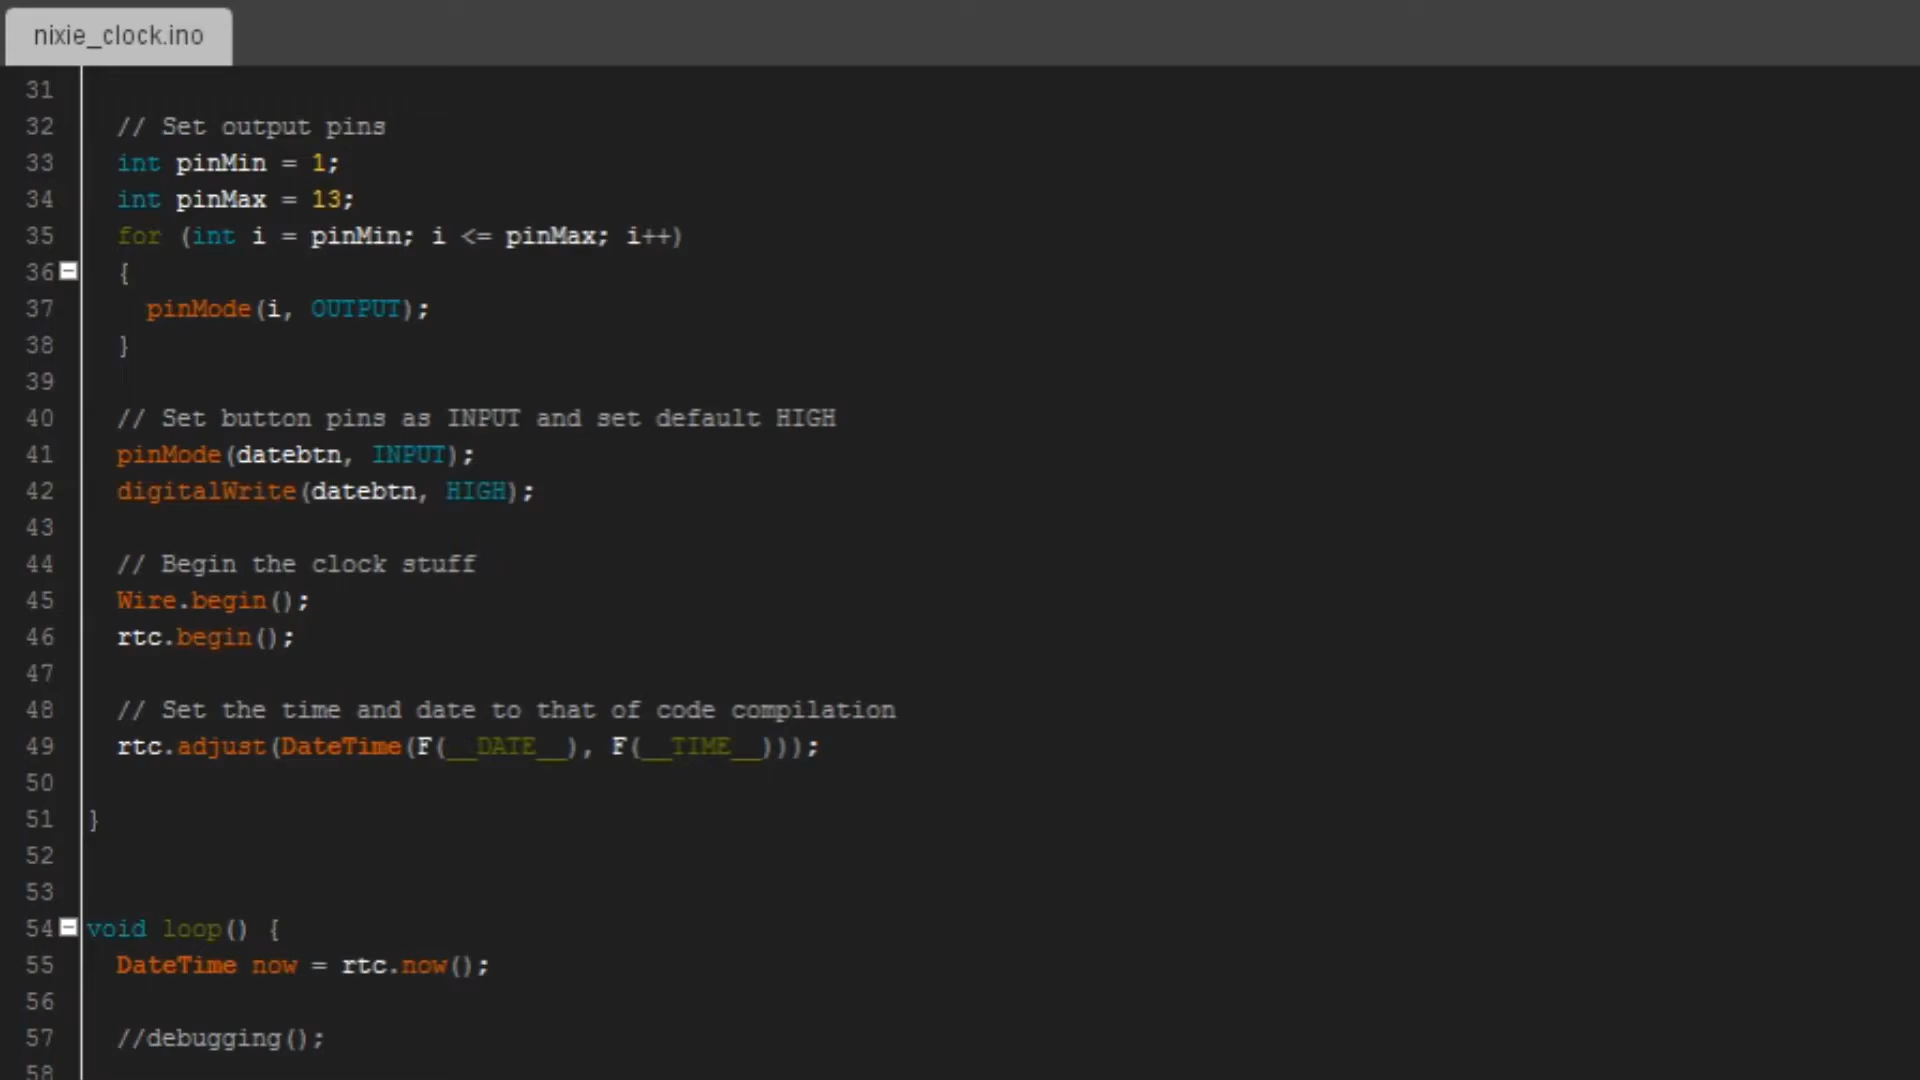 nixie_clock.ino
31
32 // Set output pins
33 int pinMin = 1;
34 int pinMax = 13;
35 for (int i = pinMin; i <= pinMax; i++)
36 {
37 pinMode(i, OUTPUT);
38 }
39
40 // Set button pins as INPUT and set default HIGH
41 pinMode(datebtn, INPUT);
42 digitalWrite(datebtn, HIGH);
43
44 // Begin the clock stuff
45 Wire.begin();
46 rtc.begin();
47
48 // Set the time and date to that of code compilation
49 rtc.adjust(DateTime(F(__DATE__), F(__TIME__)));
50
51 }
52
53
54 void loop() {
55 DateTime now = rtc.now();
56
57 //debugging();
58